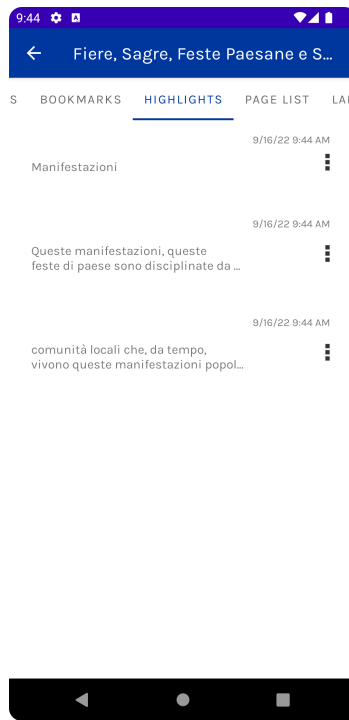 9:44
Fiere, Sagre, Feste Paesane e S...
S BOOKMARKS HIGHLIGHTS PAGE LIST LA
9/16/22 9:44 AM
Manifestazioni
9/16/22 9:44 AM
Queste manifestazioni, queste
feste di paese sono disciplinate da ...
9/16/22 9:44 AM
comunità locali che, da tempo,
vivono queste manifestazioni popol...